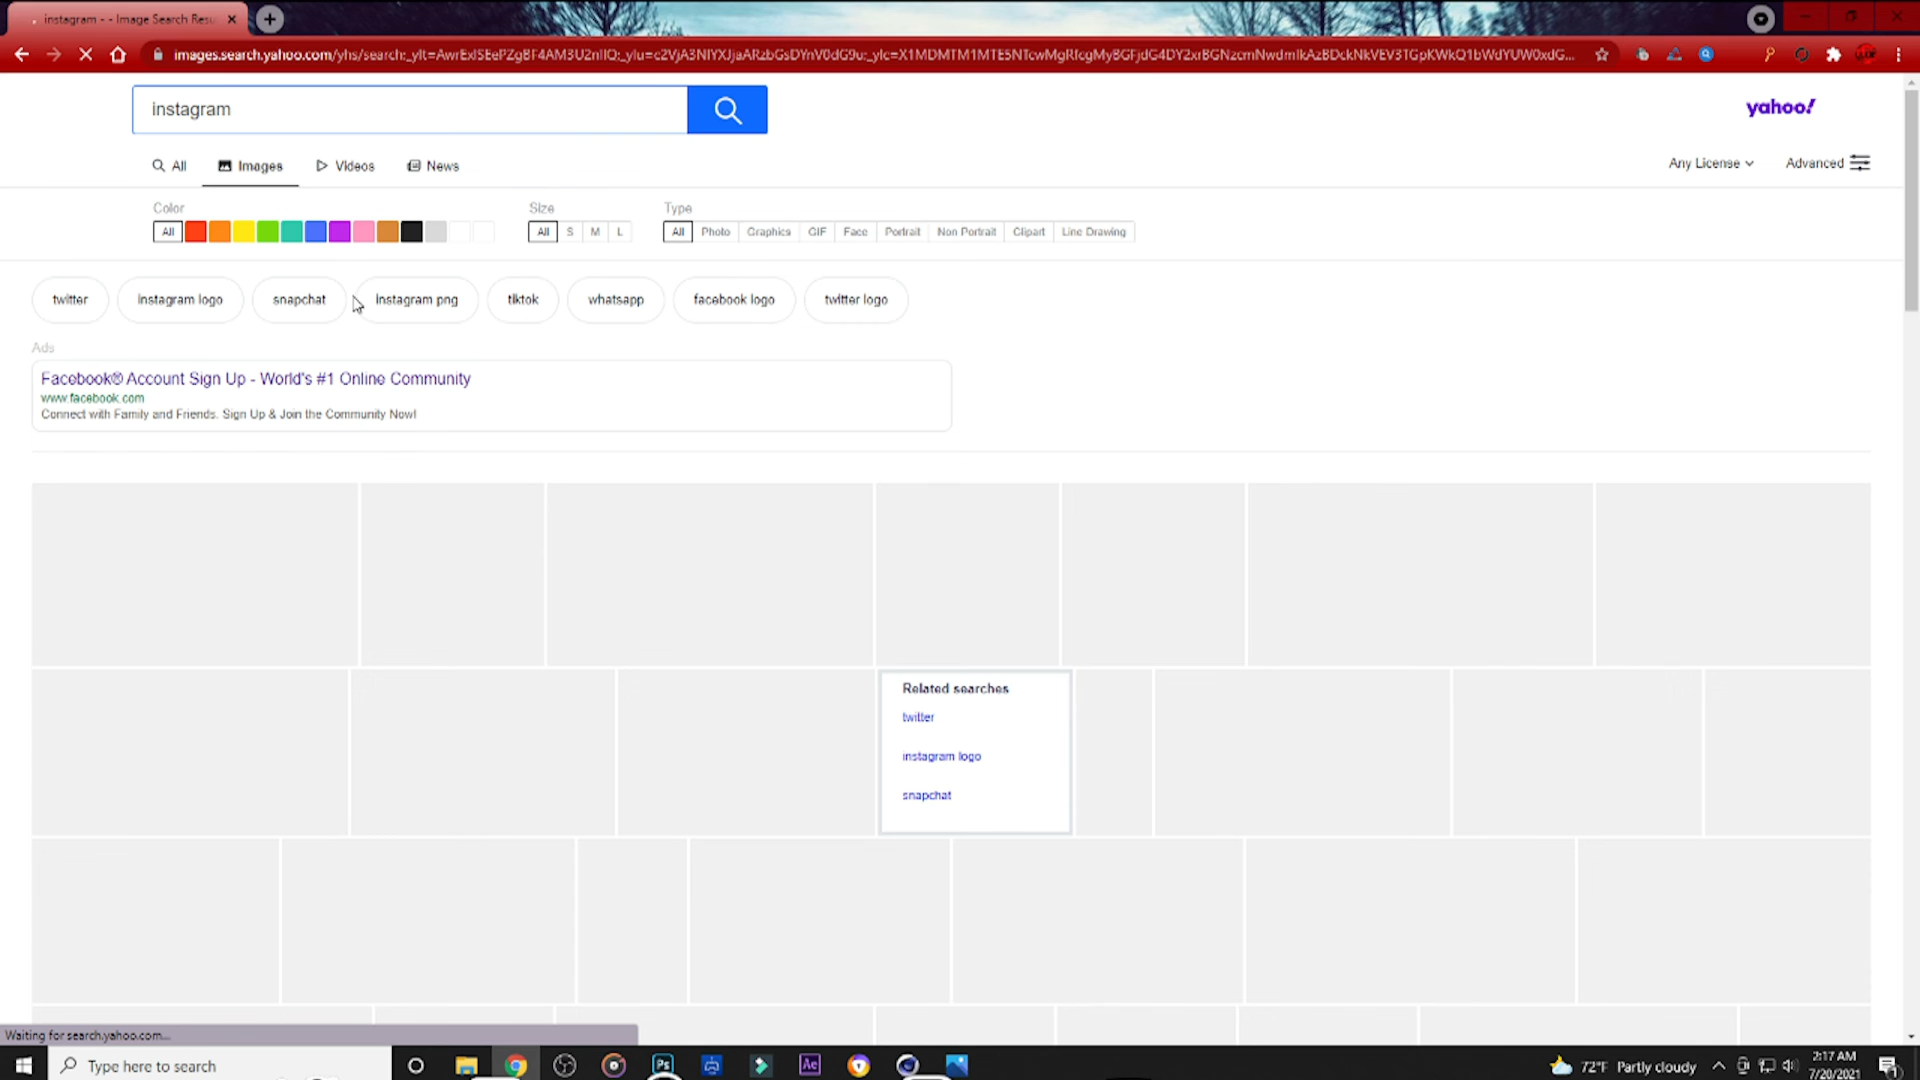 instagram - - Image Search Resu
images.search.yahoo.com/yhs/search;_ylt=
instagram
yahoo!
All Images Videos News
Any License Advanced
Color Size Type
All All S M L All Photo Graphics GIF Face Portrait Non Portrait Clipart Line Drawing
twitter instagram logo snapchat instagram png tiktok whatsapp facebook logo twitter logo
Ads
Facebook® Account Sign Up - World's #1 Online Community
www.facebook.com
Connect with Family and Friends. Sign Up & Join the Community Now!
Related searches
twitter
instagram logo
snapchat
Waiting for search.yahoo.com...
Type here to search
Ps
Ae
72°F Partly cloudy
2:17 AM
7/20/2021